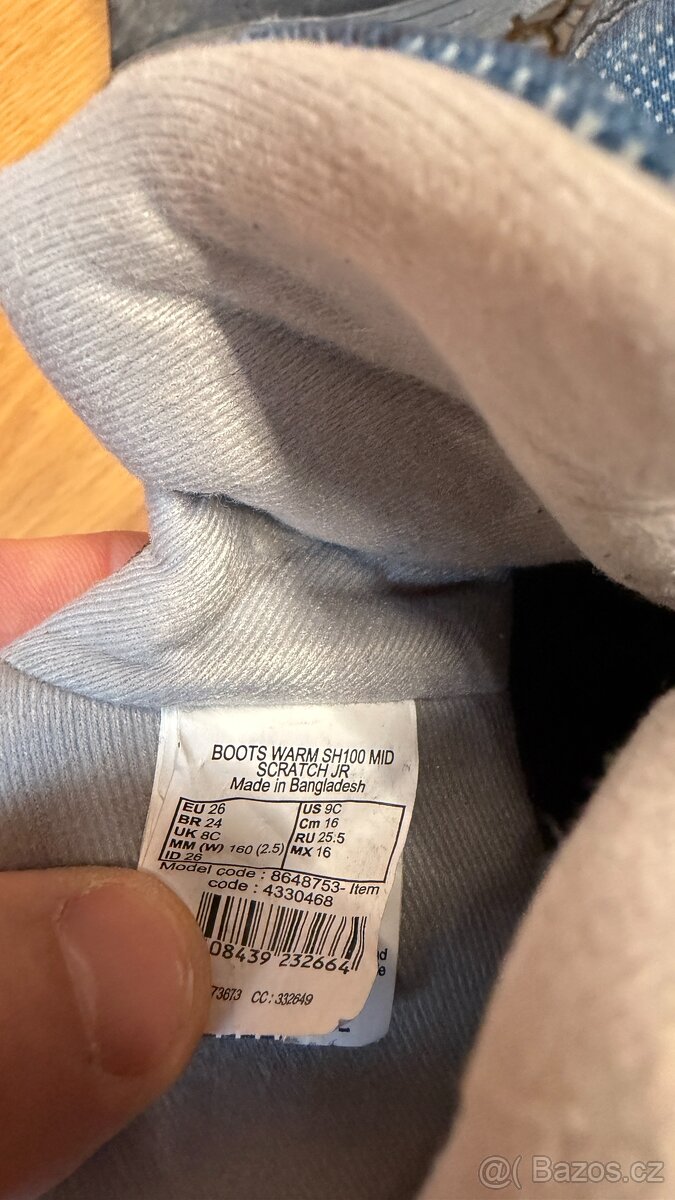 BOOTS WARM SH100 MID
SCRATCH JR
Made in Bangladesh
EU 26
BR 24
UK 8C
MM (W) 160 (2.5)
ID 26
US 9C
Cm 16
RU 25.5
MX 16
Model code : 8648753- Item
code : 4330468
08439 232664
73673 CC : 332649
@( Bazos.cz